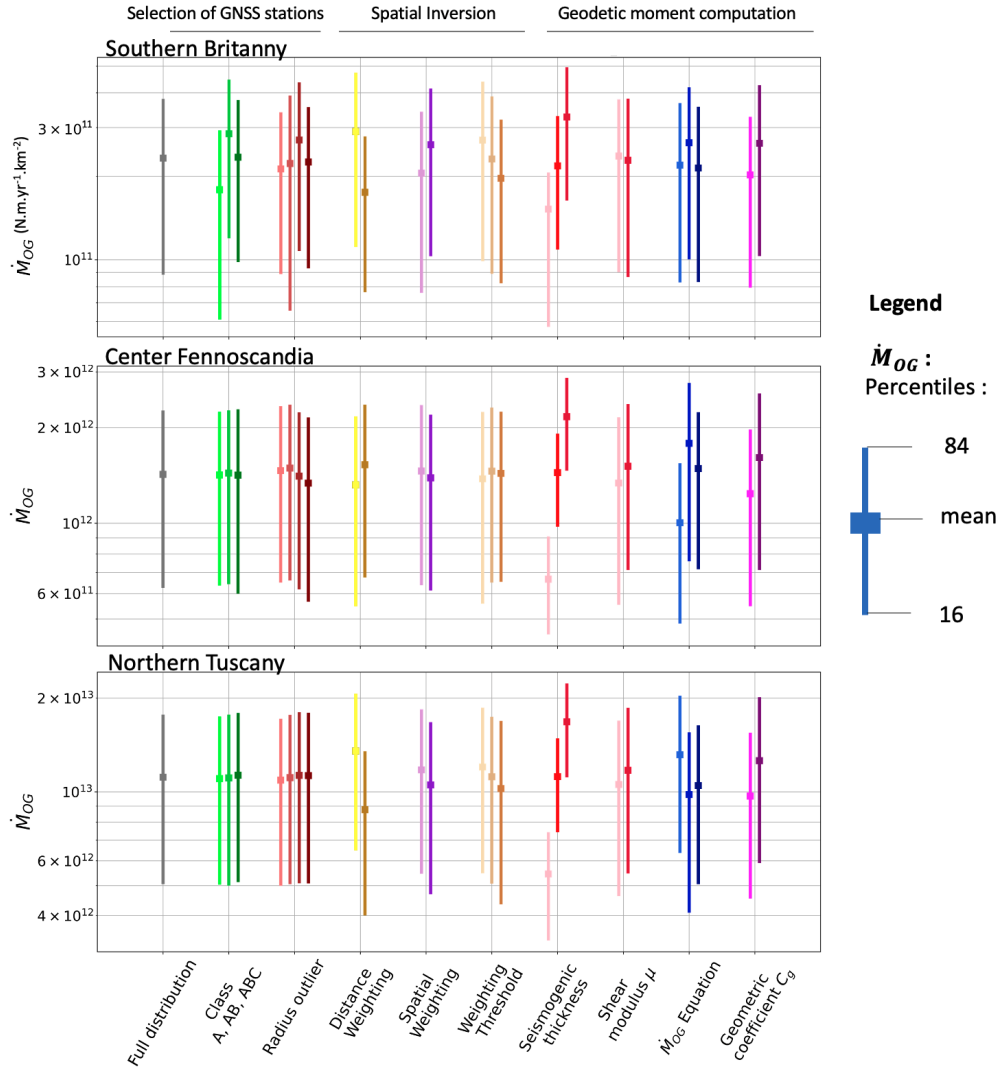 Selection of GNSS stations Spatial Inversion Geodetic moment computation
Southern Britanny
3 × 10¹¹
10¹¹
Ṁ_OG (N.m.yr⁻¹.km⁻²)
Center Fennoscandia
3 × 10¹²
2 × 10¹²
10¹²
6 × 10¹¹
Ṁ_OG
Northern Tuscany
2 × 10¹³
10¹³
6 × 10¹²
4 × 10¹²
Ṁ_OG
Full distribution
Class
A, AB, ABC
Radius outlier
Distance
Weighting
Spatial
Weighting
Weighting
Threshold
Seismogenic
thickness
Shear
modulus μ
Ṁ_OG Equation
Geometric
coefficient C_g
Legend
Ṁ_OG :
Percentiles :
84
mean
16